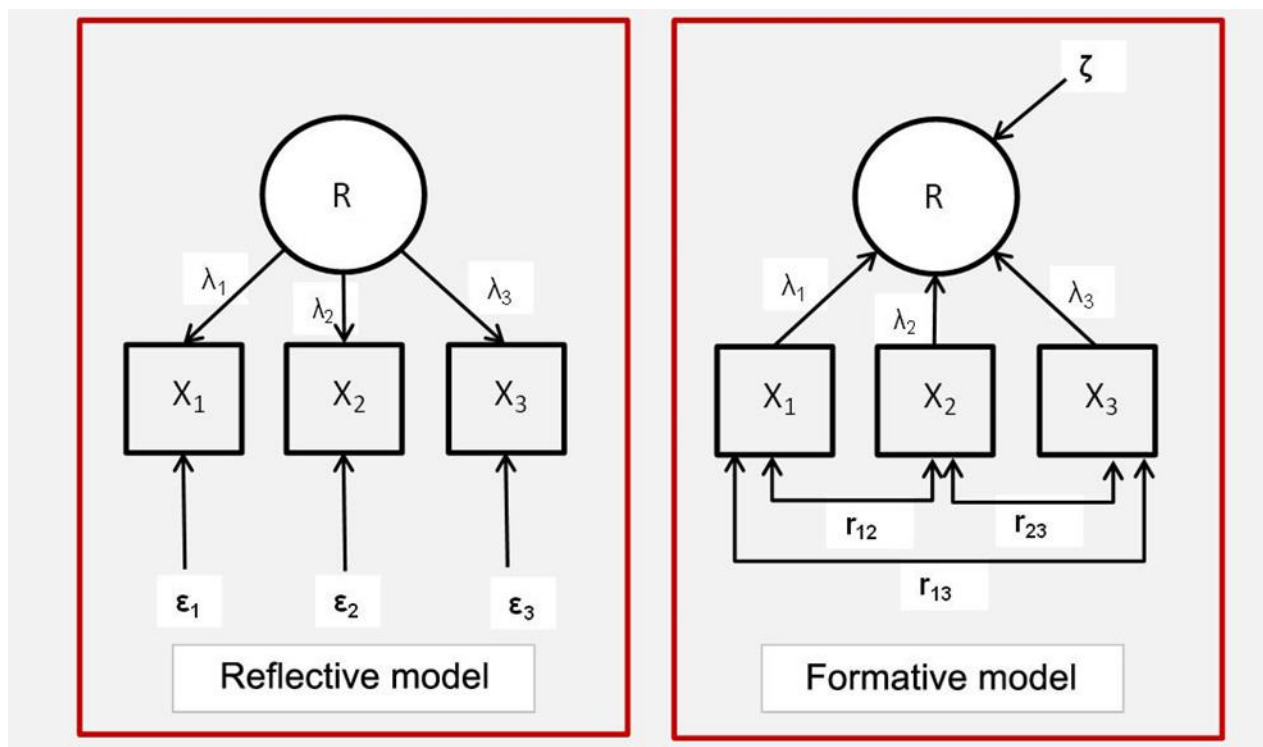 R
λ₁
λ₂
λ₃
X₁ X₂ X₃
ε₁ ε₂ ε₃
Reflective model
ζ
R
λ₁
λ₂
λ₃
X₁ X₂ X₃
r₁₂ r₂₃
r₁₃
Formative model